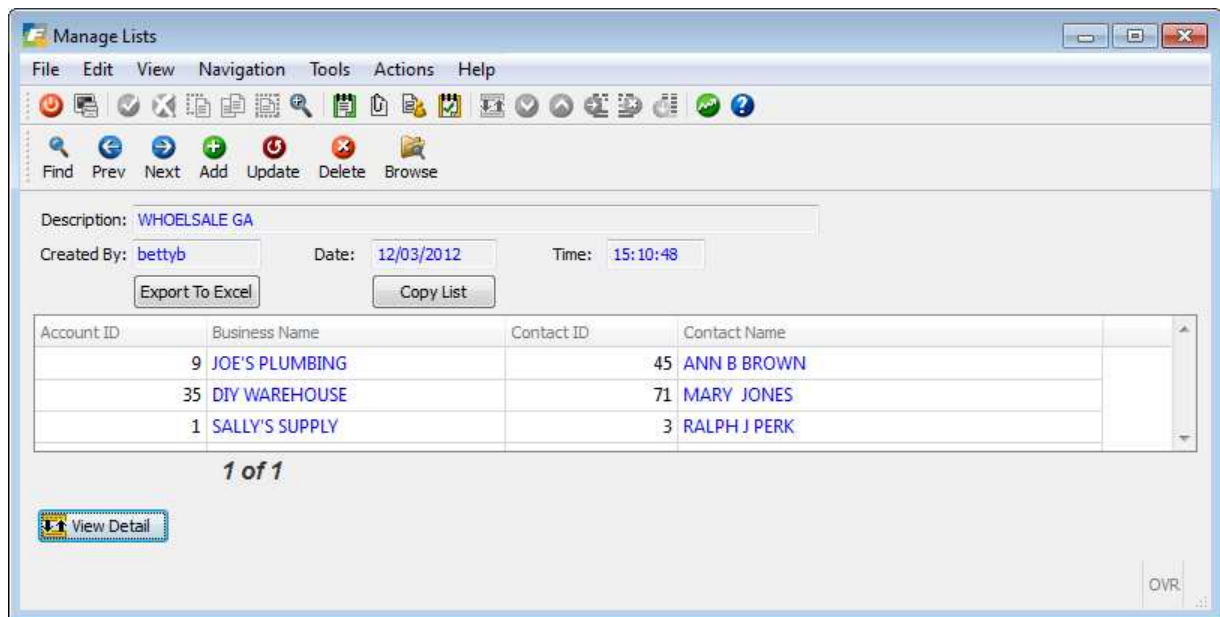 Manage Lists
File Edit View Navigation Tools Actions Help
Find Prev Next Add Update Delete Browse
Description: WHOELSALE GA
Created By: bettyb Date: 12/03/2012 Time: 15:10:48
Export To Excel Copy List
Account ID Business Name Contact ID Contact Name
9 JOE'S PLUMBING 45 ANN B BROWN
35 DIY WAREHOUSE 71 MARY JONES
1 SALLY'S SUPPLY 3 RALPH J PERK
1 of 1
View Detail
OVR